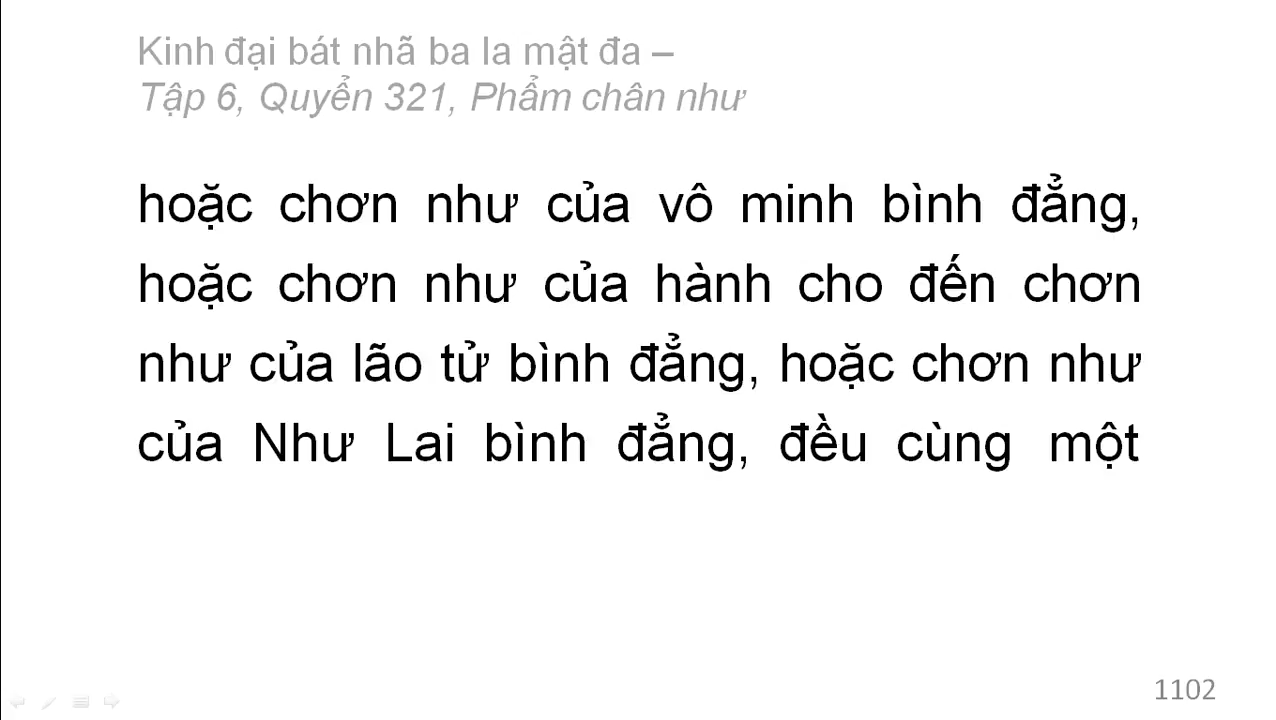 Kinh đại bát nhã ba la mật đa –
Tập 6, Quyển 321, Phẩm chân như
hoặc chơn như của vô minh bình đẳng,
hoặc chơn như của hành cho đến chơn
như của lão tử bình đẳng, hoặc chơn như
của Như Lai bình đẳng, đều cùng một
1102